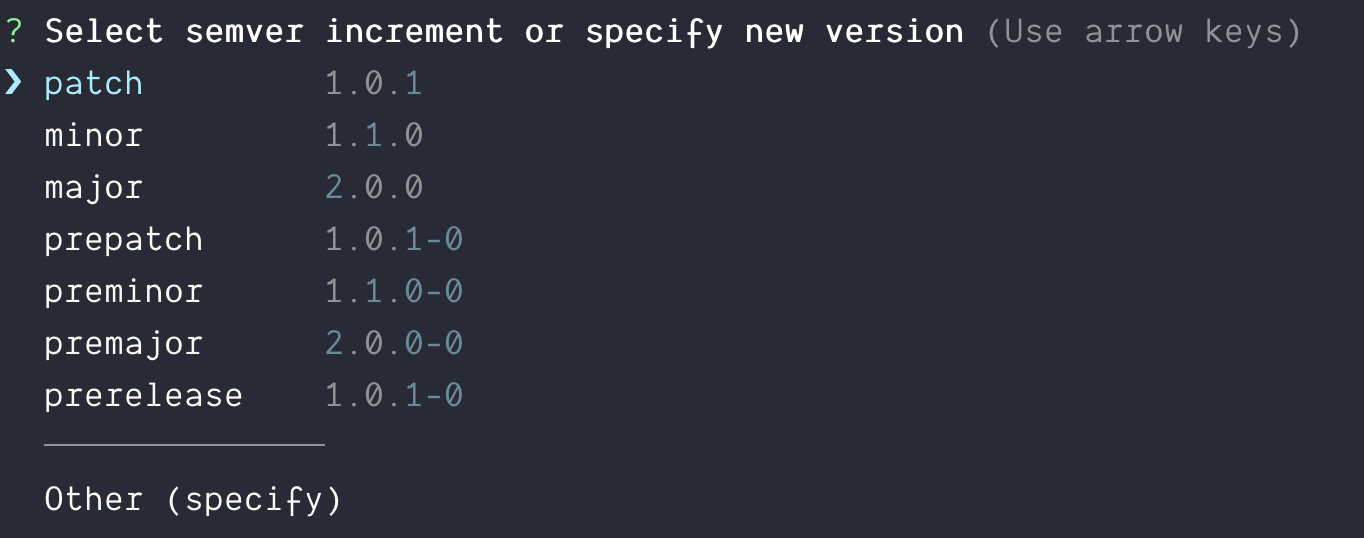 ? Select semver increment or specify new version (Use arrow keys)
❯ patch 1.0.1
minor 1.1.0
major 2.0.0
prepatch 1.0.1-0
preminor 1.1.0-0
premajor 2.0.0-0
prerelease 1.0.1-0
Other (specify)